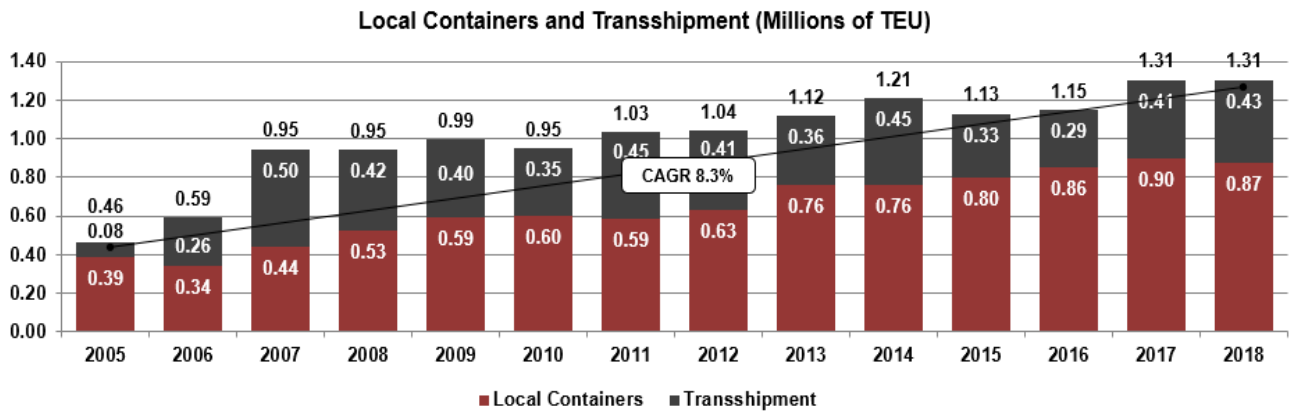 Local Containers and Transshipment (Millions of TEU)
1.40
1.20
1.00
0.80
0.60
0.40
0.20
0.00
0.46 0.59 0.95 0.95 0.99 0.95 1.03 1.04 1.12 1.21 1.13 1.15 1.31 1.31
0.08 0.26 0.50 0.42 0.40 0.35 0.45 0.41 0.36 0.45 0.33 0.29 0.41 0.43
CAGR 8.3%
0.39 0.34 0.44 0.53 0.59 0.60 0.59 0.63 0.76 0.76 0.80 0.86 0.90 0.87
2005 2006 2007 2008 2009 2010 2011 2012 2013 2014 2015 2016 2017 2018
Local Containers Transshipment